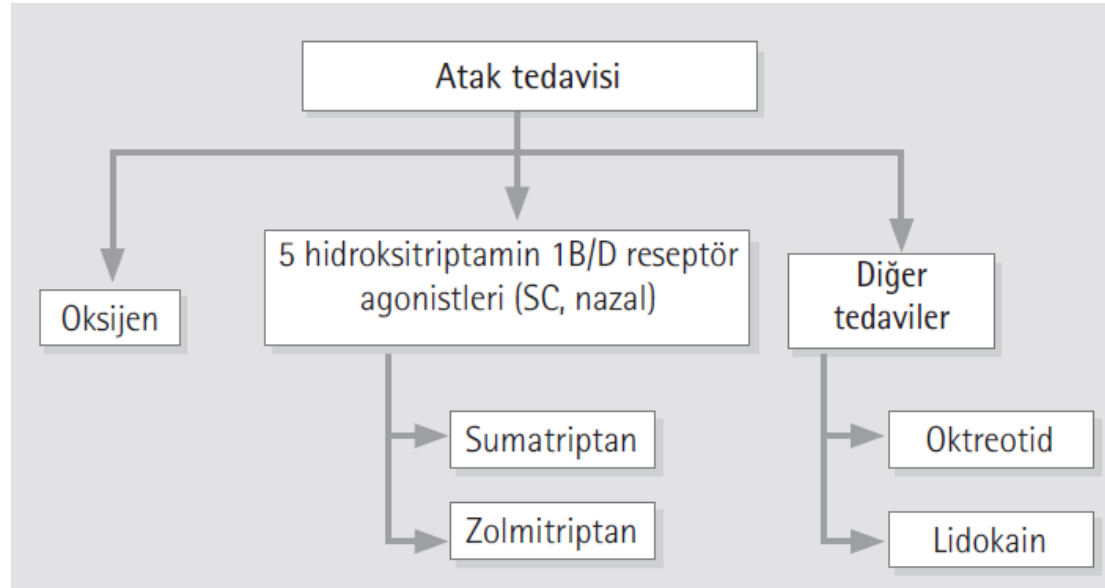 Atak tedavisi
Oksijen
5 hidroksitriptamin 1B/D reseptör
agonistleri (SC, nazal)
Sumatriptan
Zolmitriptan
Diğer
tedaviler
Oktreotid
Lidokain